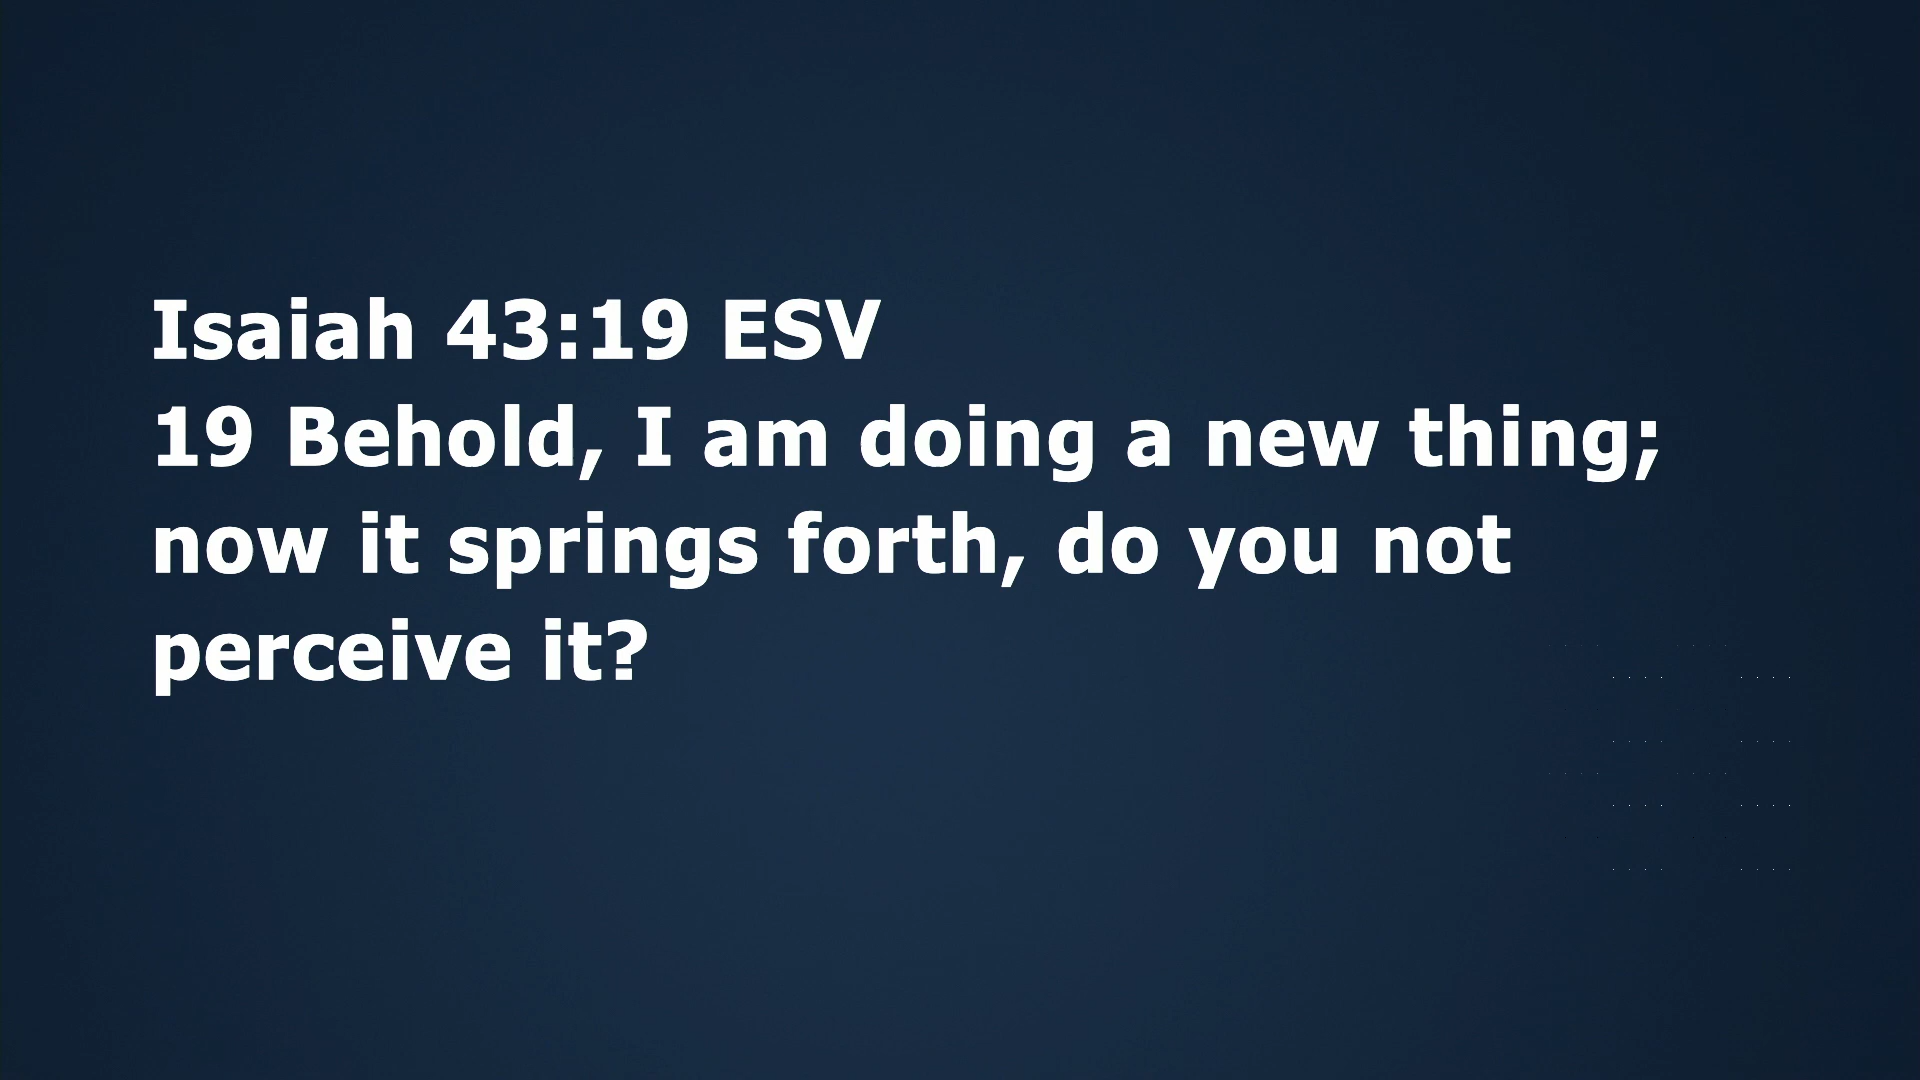 Isaiah 43:19 ESV
19 Behold, I am doing a new thing;
now it springs forth, do you not
perceive it?